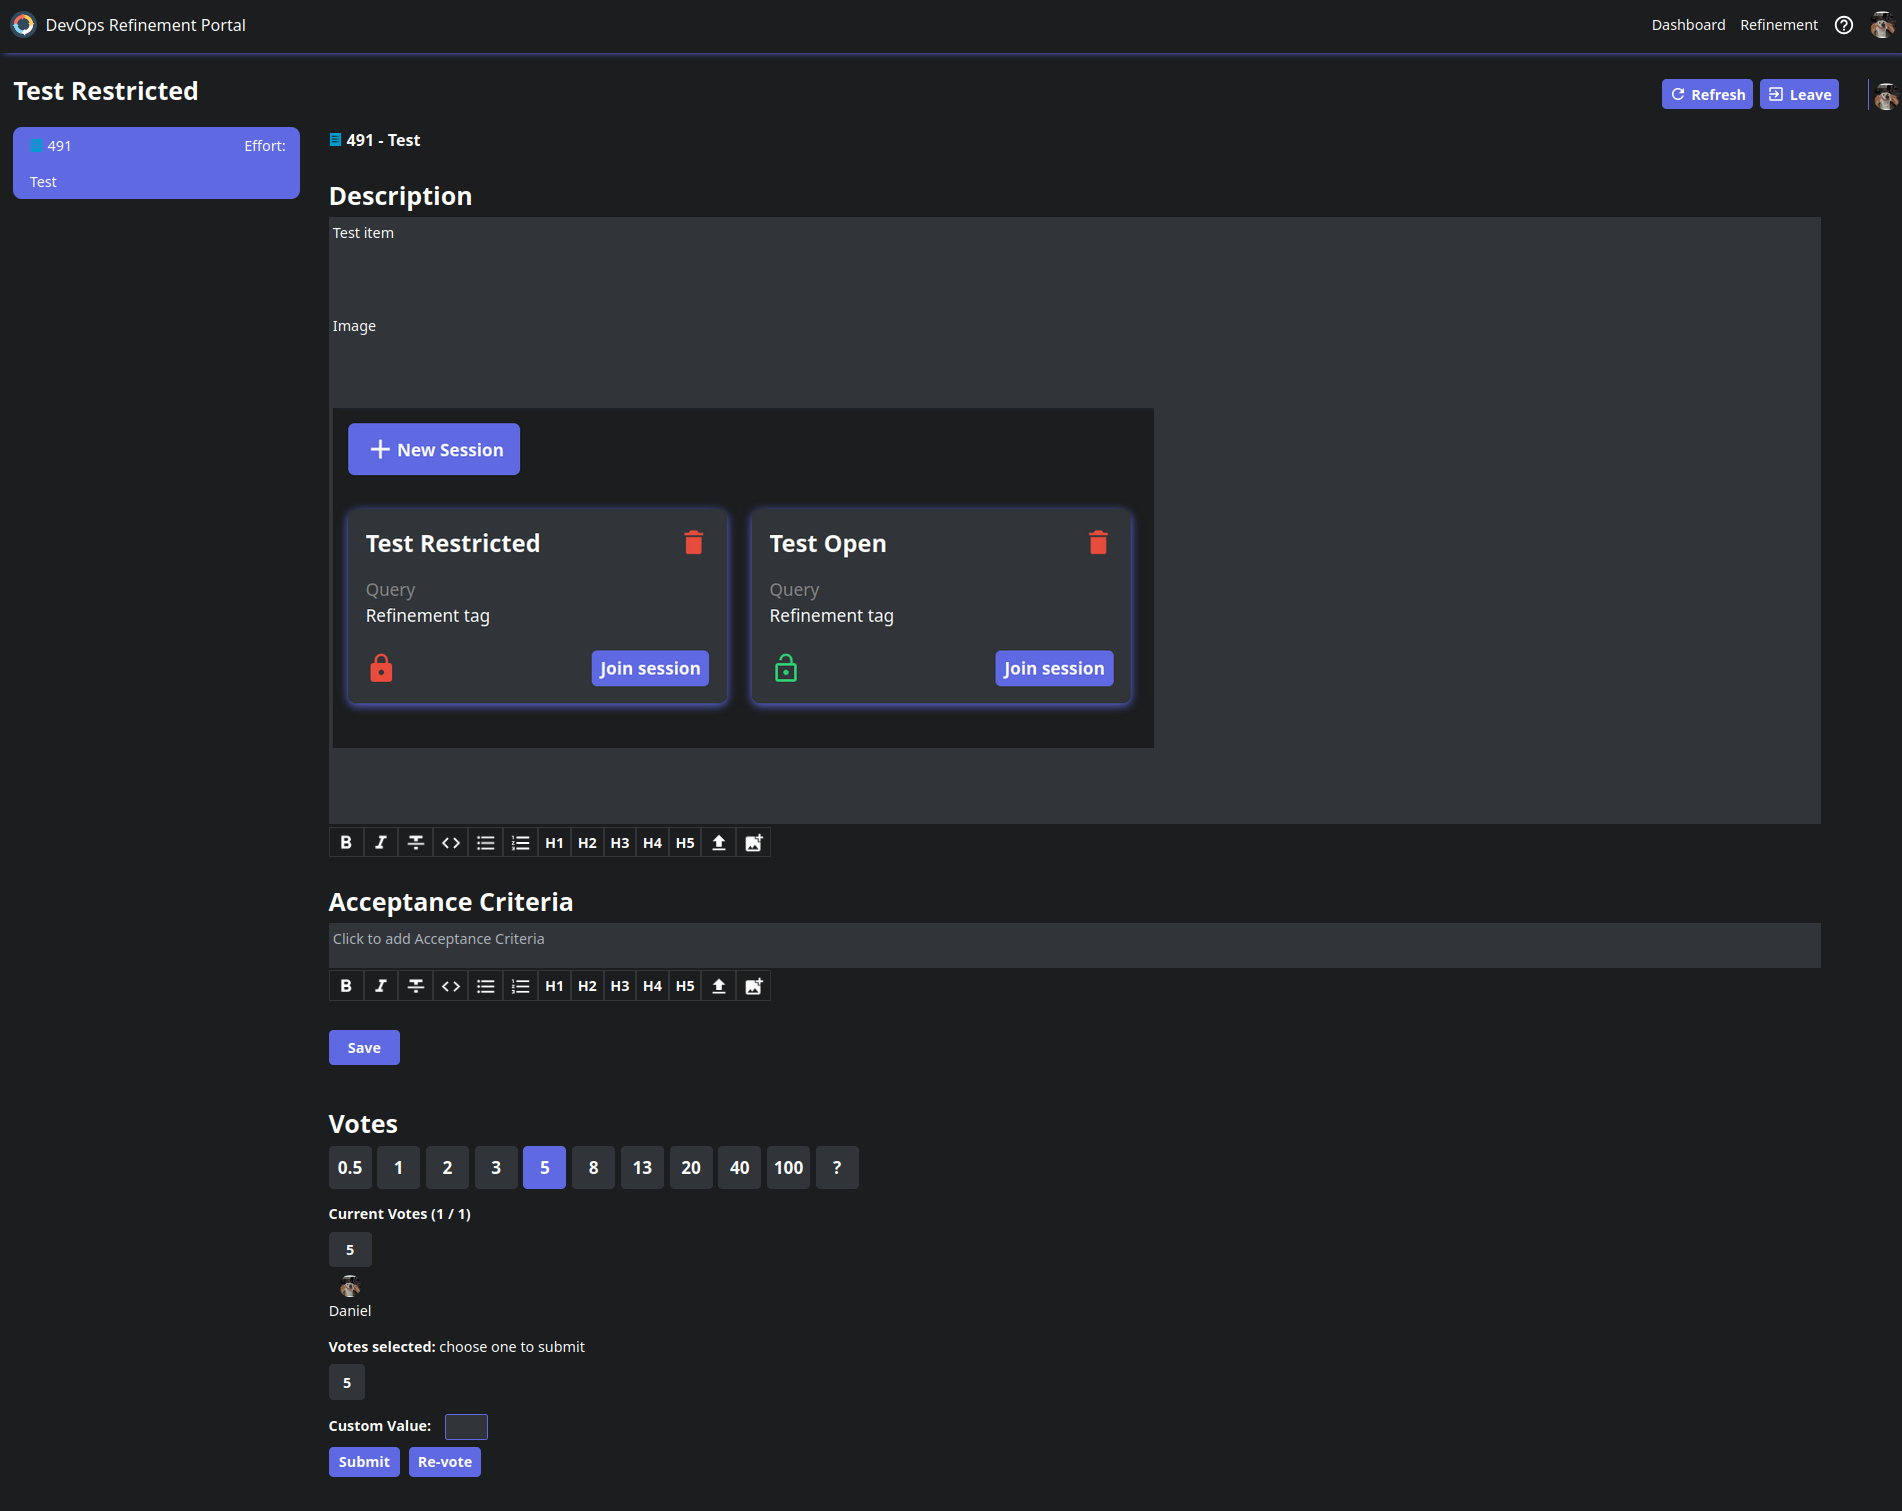 DevOps Refinement Portal
Dashboard Refinement
Test Restricted
Refresh Leave
491 Effort:
Test
491 - Test
Description
Test item
Image
New Session
Test Restricted
Query
Refinement tag
Join session
Test Open
Query
Refinement tag
Join session
B I S <> H1 H2 H3 H4 H5
Acceptance Criteria
Click to add Acceptance Criteria
B I S <> H1 H2 H3 H4 H5
Save
Votes
0.5 1 2 3 5 8 13 20 40 100 ?
Current Votes (1 / 1)
5
Daniel
Votes selected: choose one to submit
5
Custom Value:
Submit Re-vote